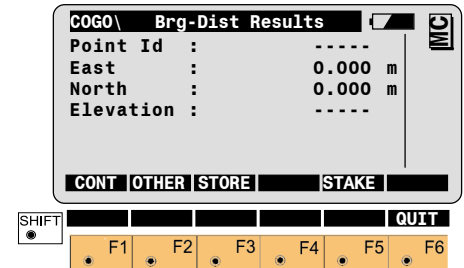 COGO\ Brg-Dist Results MC
Point Id : -----
East : 0.000 m
North : 0.000 m
Elevation : -----
CONT OTHER STORE STAKE
SHIFT QUIT
F1 F2 F3 F4 F5 F6